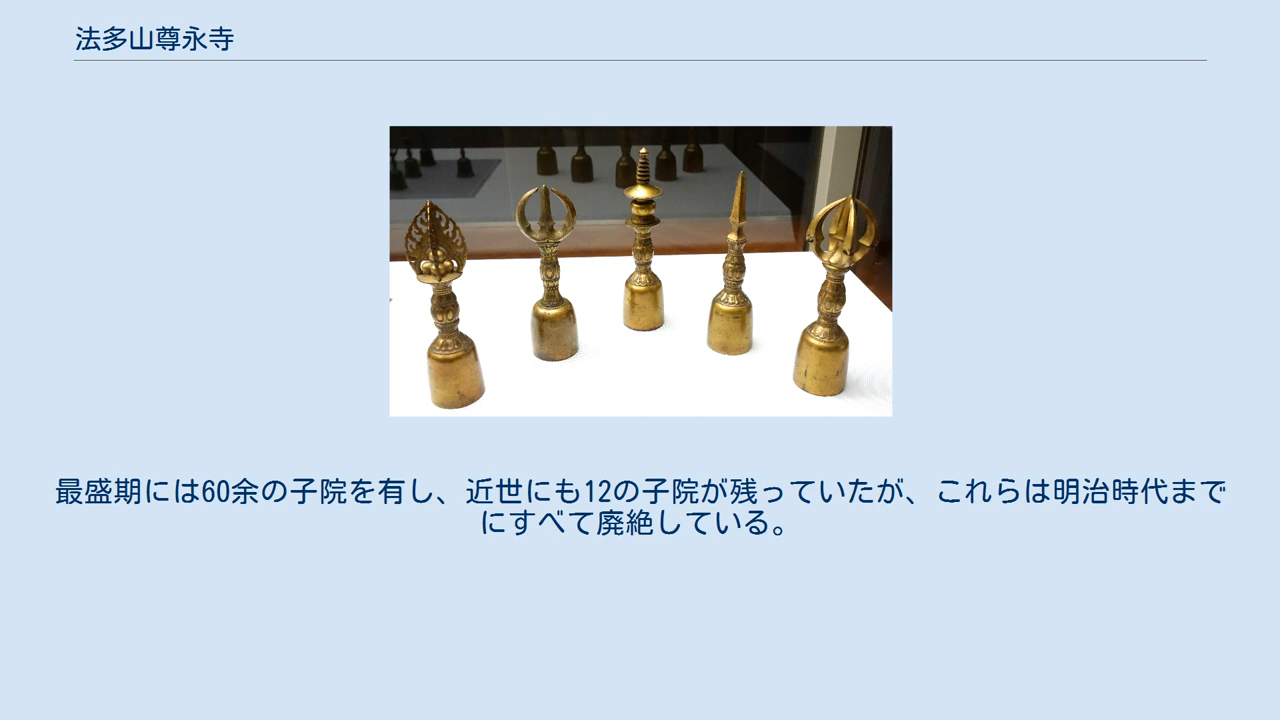 法多山尊永寺
最盛期には60余の子院を有し、近世にも12の子院が残っていたが、これらは明治時代まで
にすべて廃絶している。